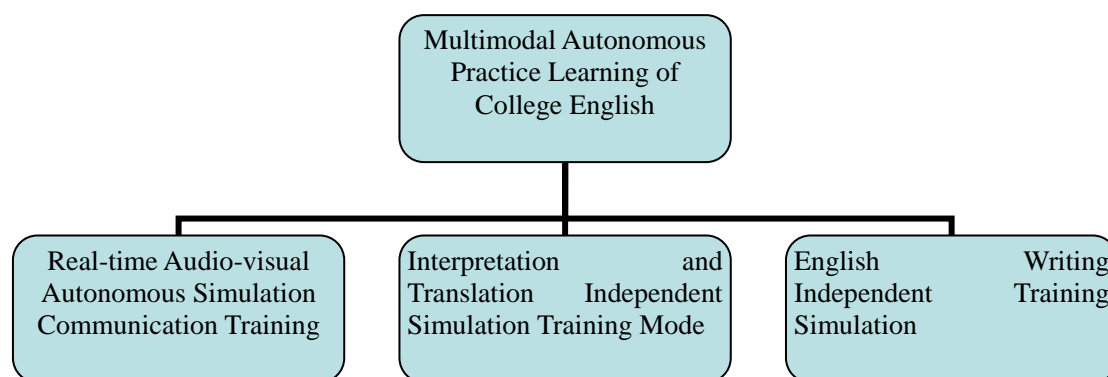 Multimodal Autonomous
Practice Learning of
College English
Real-time Audio-visual
Autonomous Simulation
Communication Training
Interpretation and
Translation Independent
Simulation Training Mode
English Writing
Independent Training
Simulation